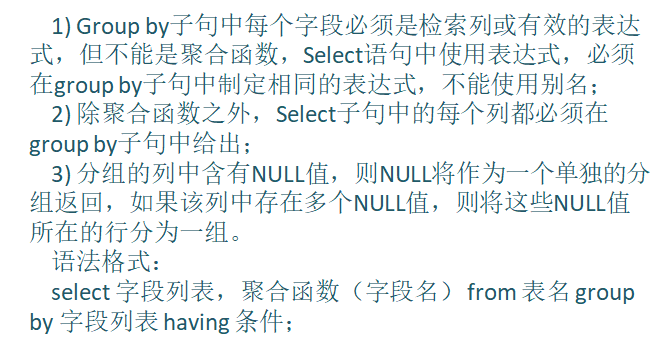 1) Group by子句中每个字段必须是检索列或有效的表达
式，但不能是聚合函数，Select语句中使用表达式，必须
在group by子句中制定相同的表达式，不能使用别名；
2) 除聚合函数之外，Select子句中的每个列都必须在
group by子句中给出；
3) 分组的列中含有NULL值，则NULL将作为一个单独的分
组返回，如果该列中存在多个NULL值，则将这些NULL值
所在的行分为一组。
语法格式：
select 字段列表，聚合函数（字段名） from 表名 group
by 字段列表 having 条件；